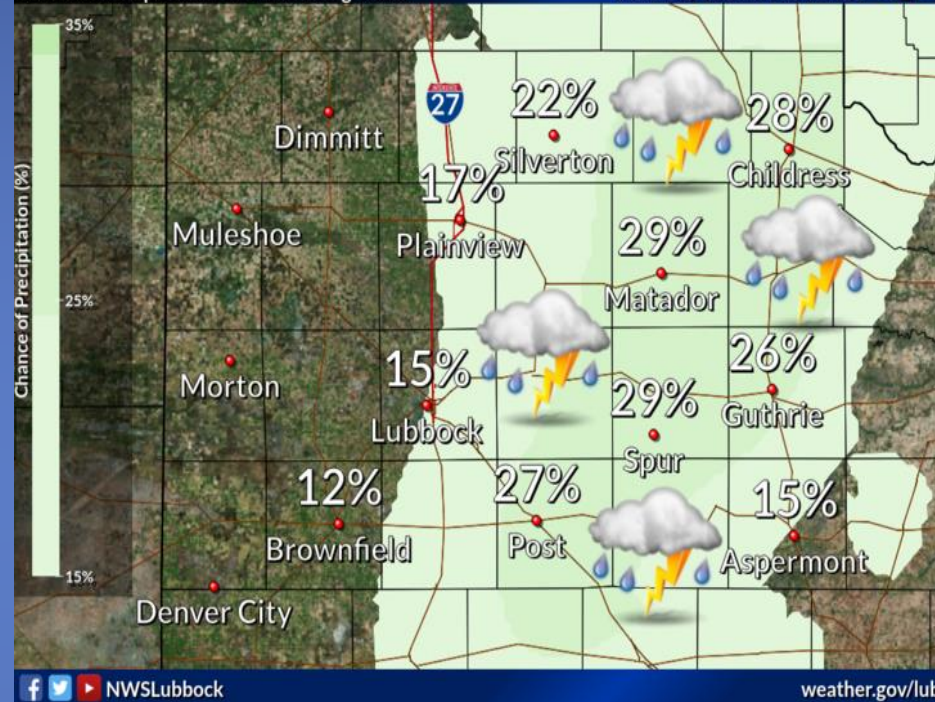 35%
Chance of Precipitation (%)
25%
15%
INTERSTATE
27
22%
Silverton
28%
Childress
Dimmitt
17%
Plainview
Muleshoe
29%
Matador
Morton
15%
Lubbock
26%
Guthrie
29%
Spur
12%
Brownfield
27%
Post
15%
Aspermont
Denver City
NWSLubbock
weather.gov/lub